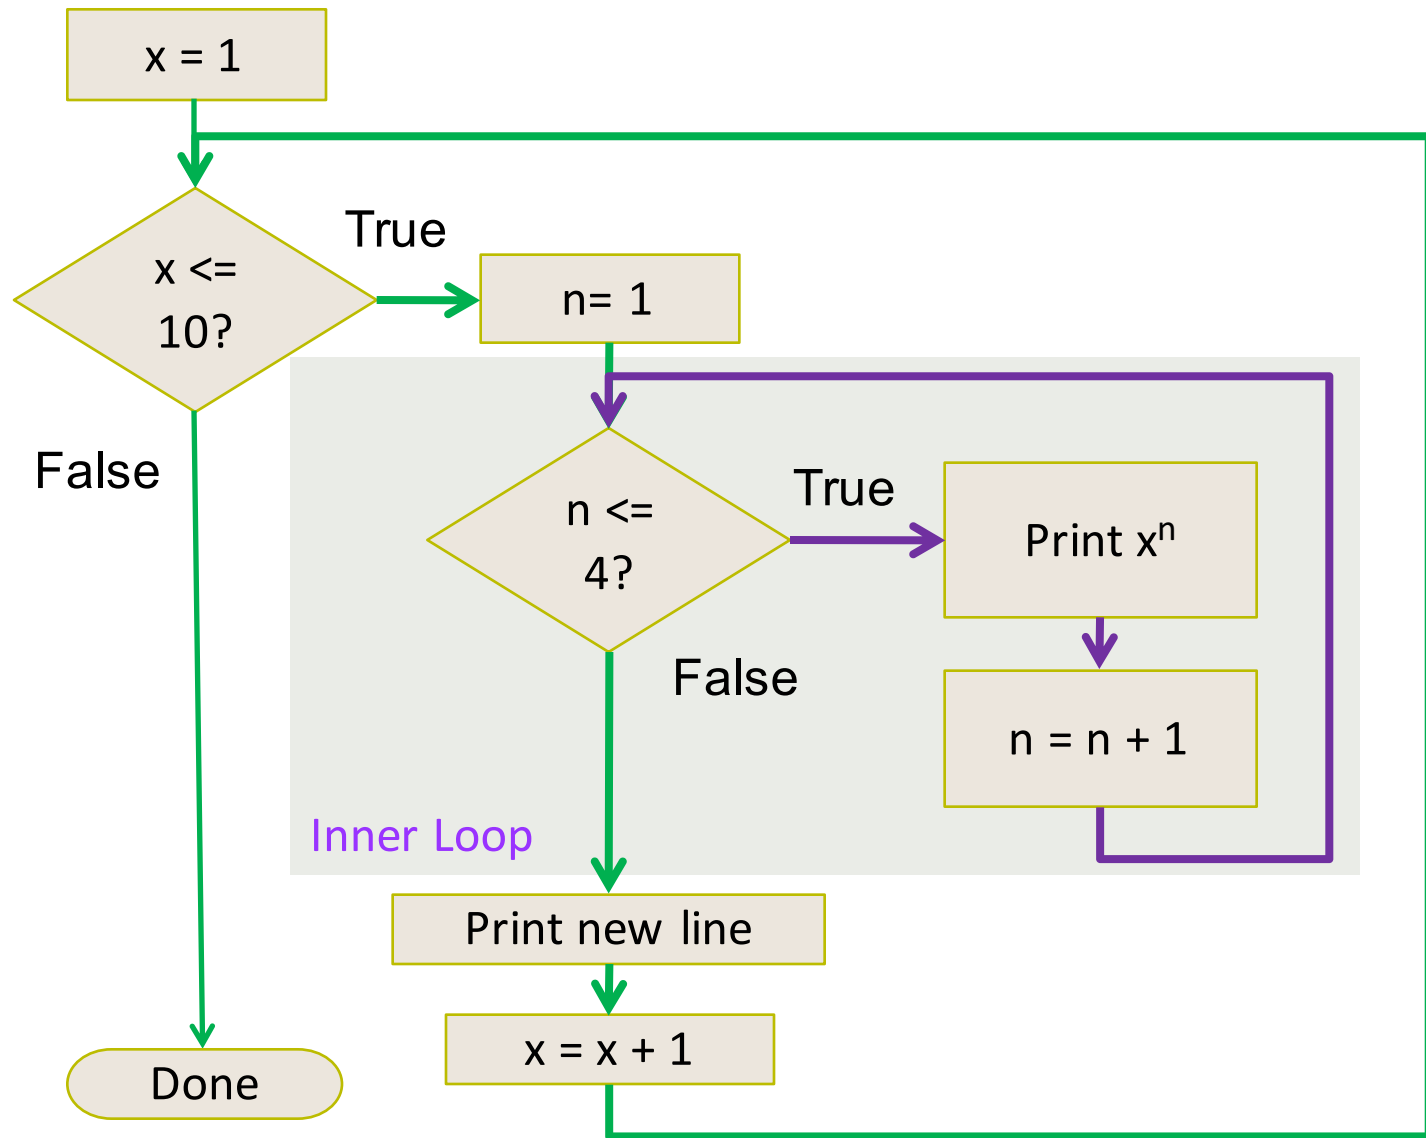 x = 1
True
x <=
10?
n= 1
False
n <=
4?
True
Print xⁿ
False
n = n + 1
Inner Loop
Print new line
x = x + 1
Done